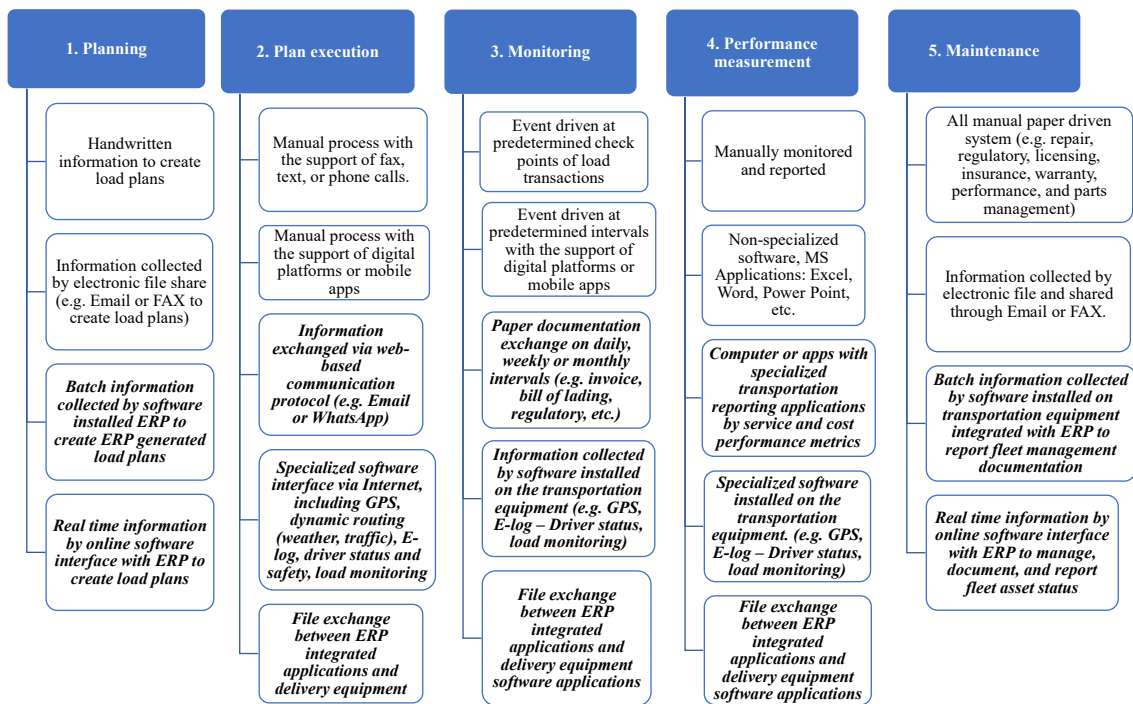 1. Planning
Handwritten
information to create
load plans
Information collected
by electronic file share
(e.g. Email or FAX to
create load plans)
Batch information
collected by software
installed ERP to
create ERP generated
load plans
Real time information
by online software
interface with ERP to
create load plans
2. Plan execution
Manual process with
the support of fax,
text, or phone calls.
Manual process with
the support of digital
platforms or mobile
apps
Information
exchanged via web-
based
communication
protocol (e.g. Email
or WhatsApp)
Specialized software
interface via Internet,
including GPS,
dynamic routing
(weather, traffic), E-
log, driver status and
safety, load monitoring
File exchange
between ERP
integrated
applications and
delivery equipment
3. Monitoring
Event driven at
predetermined check
points of load
transactions
Event driven at
predetermined intervals
with the support of
digital platforms or
mobile apps
Paper documentation
exchange on daily,
weekly or monthly
intervals (e.g. invoice,
bill of lading,
regulatory, etc.)
Information collected
by software installed
on the transportation
equipment (e.g. GPS,
E-log – Driver status,
load monitoring)
File exchange
between ERP
integrated
applications and
delivery equipment
software applications
4. Performance
measurement
Manually monitored
and reported
Non-specialized
software, MS
Applications: Excel,
Word, Power Point,
etc.
Computer or apps with
specialized
transportation
reporting applications
by service and cost
performance metrics
Specialized software
installed on the
transportation
equipment. (e.g. GPS,
E-log – Driver status,
load monitoring)
File exchange
between ERP
integrated
applications and
delivery equipment
software applications
5. Maintenance
All manual paper driven
system (e.g. repair,
regulatory, licensing,
insurance, warranty,
performance, and parts
management)
Information collected by
electronic file and shared
through Email or FAX.
Batch information collected
by software installed on
transportation equipment
integrated with ERP to
report fleet management
documentation
Real time information by
online software interface
with ERP to manage,
document, and report
fleet asset status